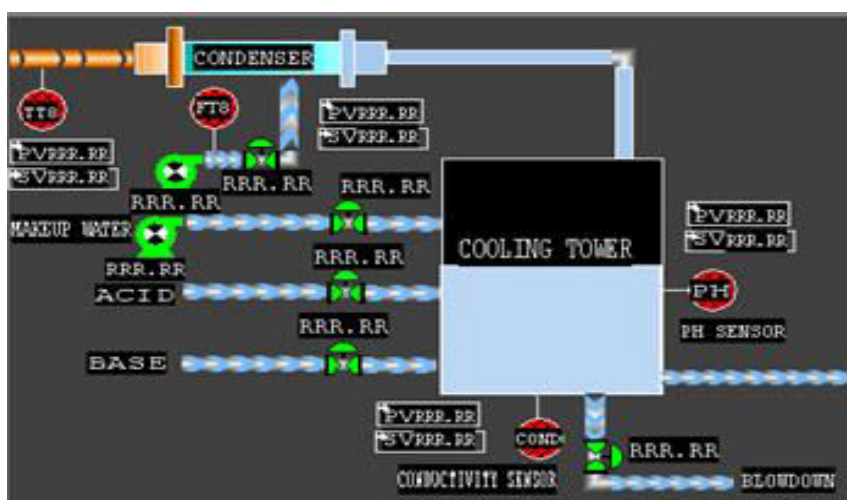 CONDENSER
TT8
FT8
PVRRR.RR
SVRRR.RR
PVRRR.RR
SVRRR.RR
RRR.RR
RRR.RR
RRR.RR
MAKEUP WATER
RRR.RR
RRR.RR
ACID
RRR.RR
BASE
COOLING TOWER
PVRRR.RR
SVRRR.RR
PH
PH SENSOR
PVRRR.RR
SVRRR.RR
COND
CONDUCTIVITY SENSOR
RRR.RR
BLOWDOWN